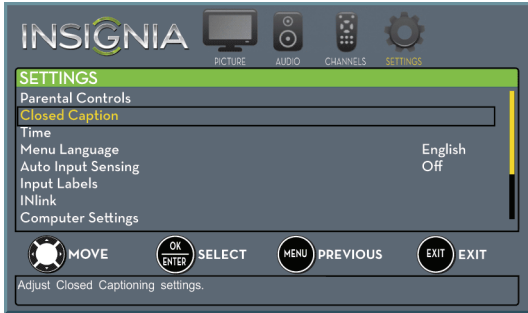 INSIGNIA
PICTURE AUDIO CHANNELS SETTINGS
SETTINGS
Parental Controls
Closed Caption
Time
Menu Language English
Auto Input Sensing Off
Input Labels
INlink
Computer Settings
MOVE OK ENTER SELECT MENU PREVIOUS EXIT EXIT
Adjust Closed Captioning settings.